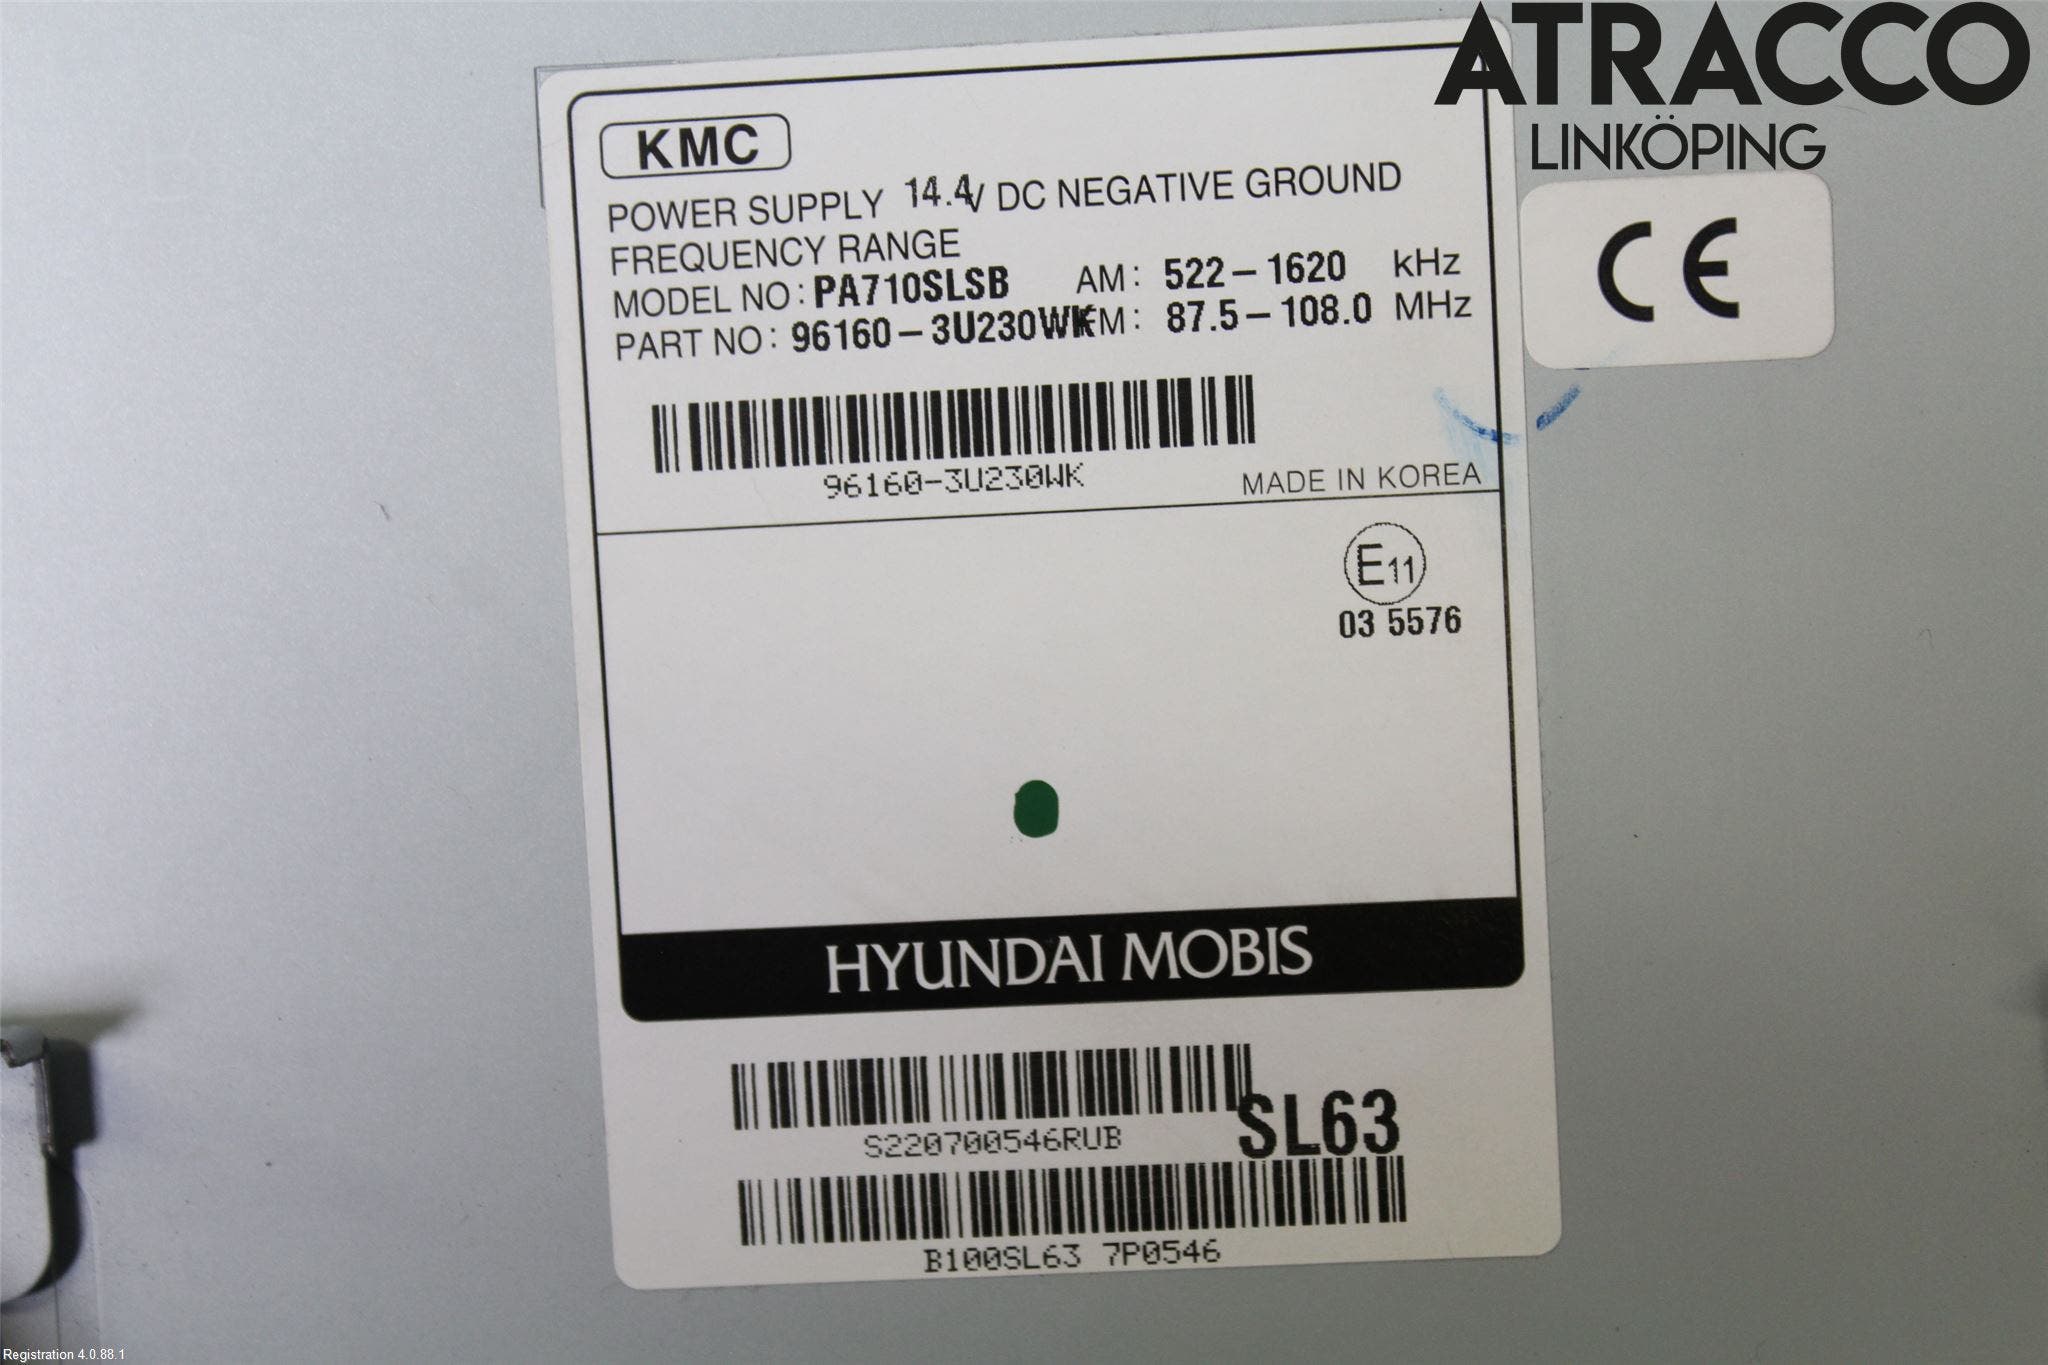 ATRACCO
LINKÖPING
KMC
POWER SUPPLY 14.4V DC NEGATIVE GROUND
FREQUENCY RANGE
MODEL NO: PA710SLSB AM: 522-1620 kHz
PART NO: 96160-3U230WK FM: 87.5-108.0 MHz
96160-3U230WK
MADE IN KOREA
CE
E11
03 5576
HYUNDAI MOBIS
S220700546RUB
SL63
B100SL63 7P0546
Registration 4.0.88.1